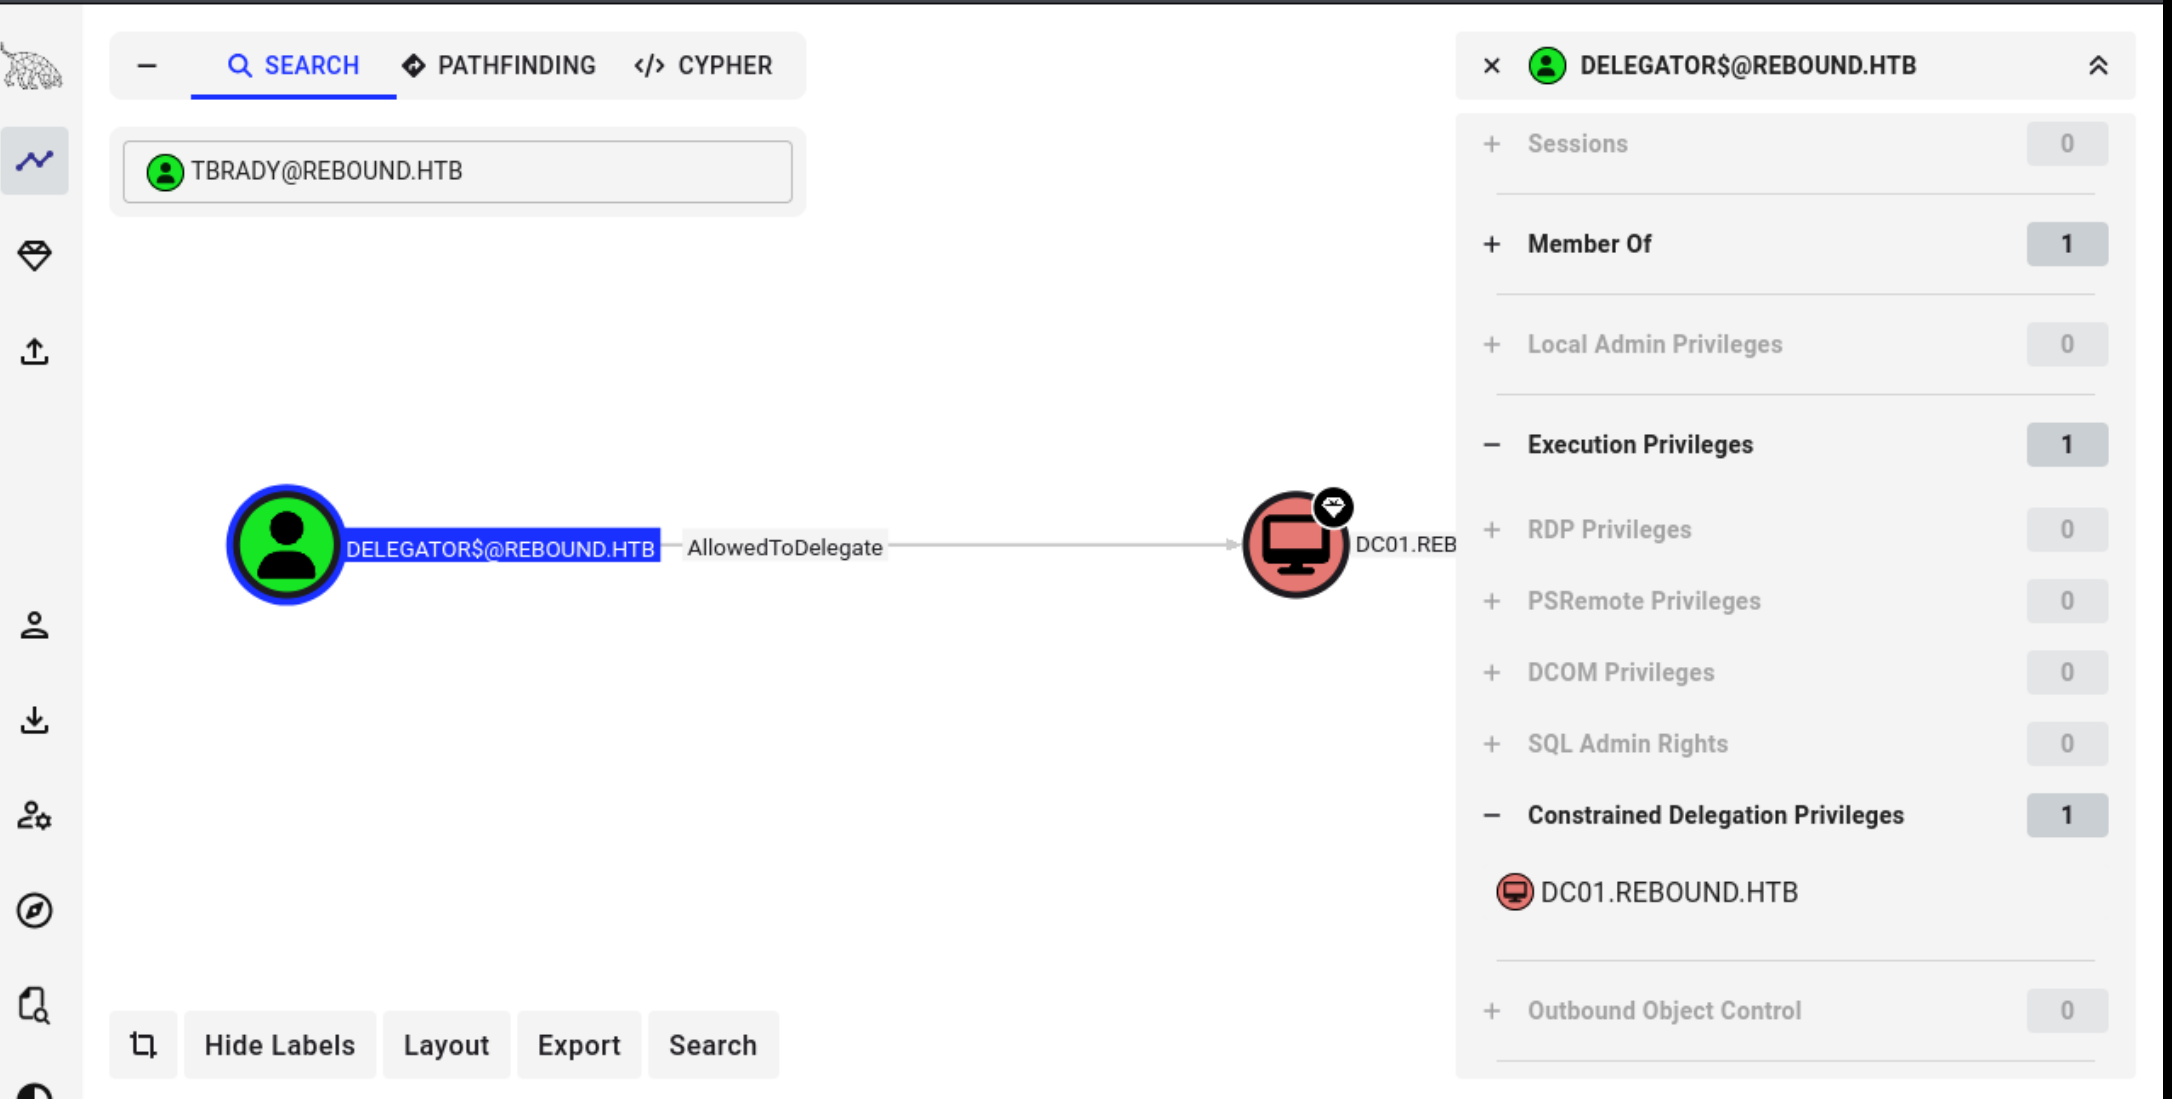 SEARCH PATHFINDING </> CYPHER
TBRADY@REBOUND.HTB
DELEGATOR$@REBOUND.HTB AllowedToDelegate DC01.REB
Hide Labels Layout Export Search
DELEGATOR$@REBOUND.HTB
Sessions 0
Member Of 1
Local Admin Privileges 0
Execution Privileges 1
RDP Privileges 0
PSRemote Privileges 0
DCOM Privileges 0
SQL Admin Rights 0
Constrained Delegation Privileges 1
DC01.REBOUND.HTB
Outbound Object Control 0